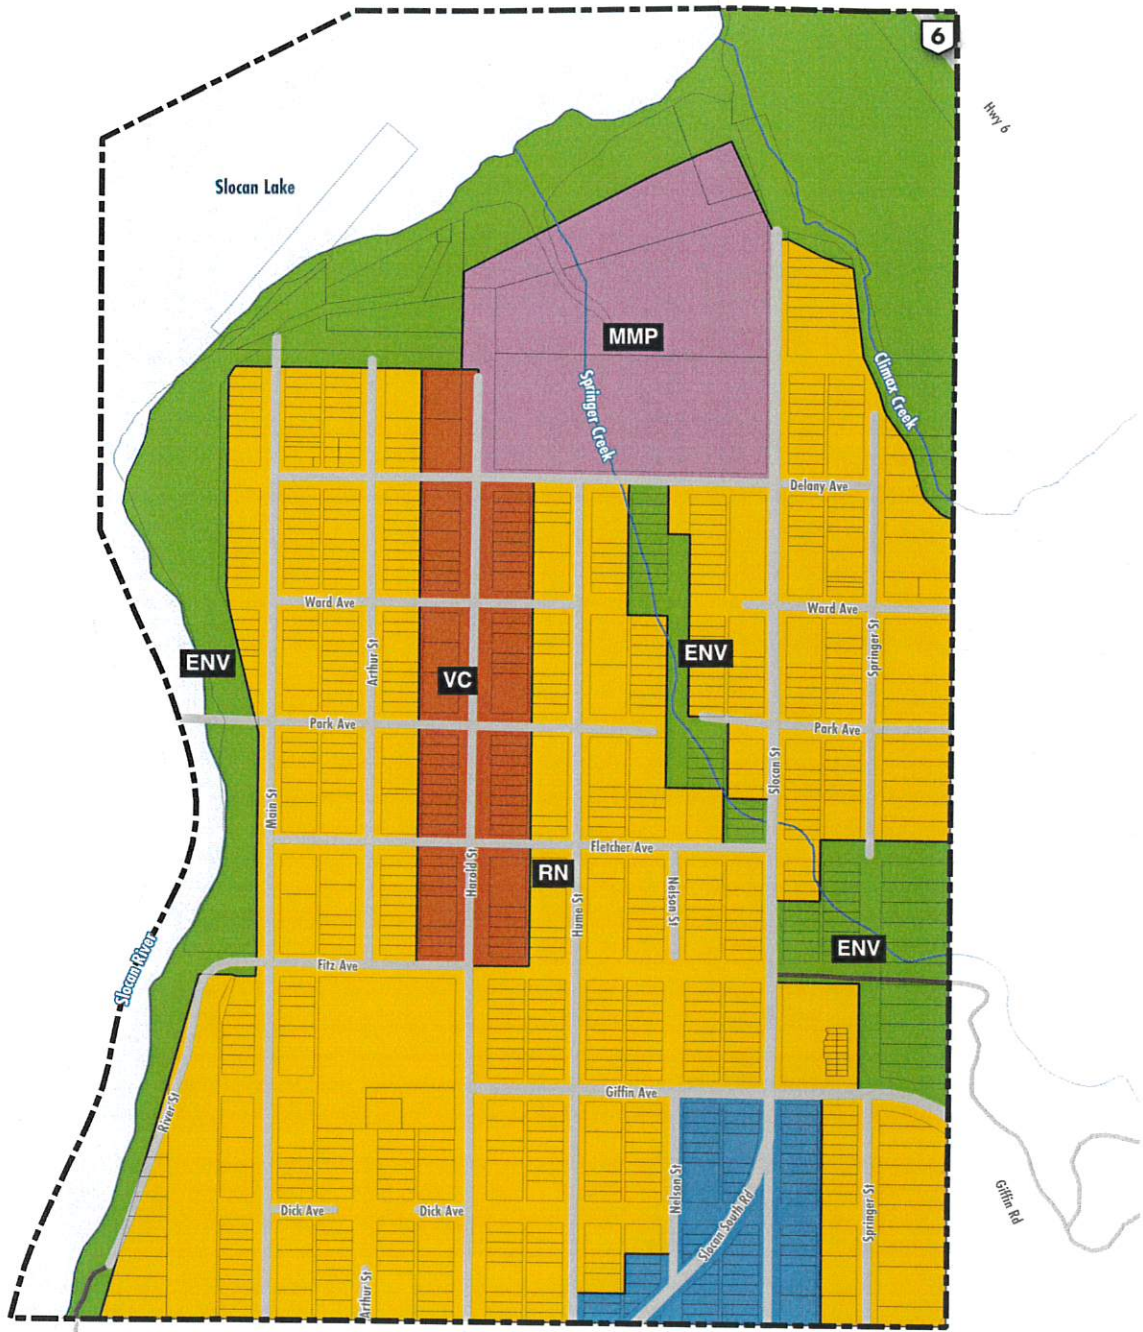 6
Hwy 6
Slocan Lake
MMP
Climax Creek
Springer Creek
Delany Ave
Ward Ave
Ward Ave
Arthur St
Springer St
ENV
ENV
VC
Park Ave
Park Ave
Main St
Slocan St
Harold St
Fletcher Ave
RN
Hume St
Nelson St
ENV
Slocan River
Fitz Ave
River St
Giffin Ave
Nelson St
Slocan South Rd
Springer St
Giffin Rd
Dick Ave
Dick Ave
Arthur St